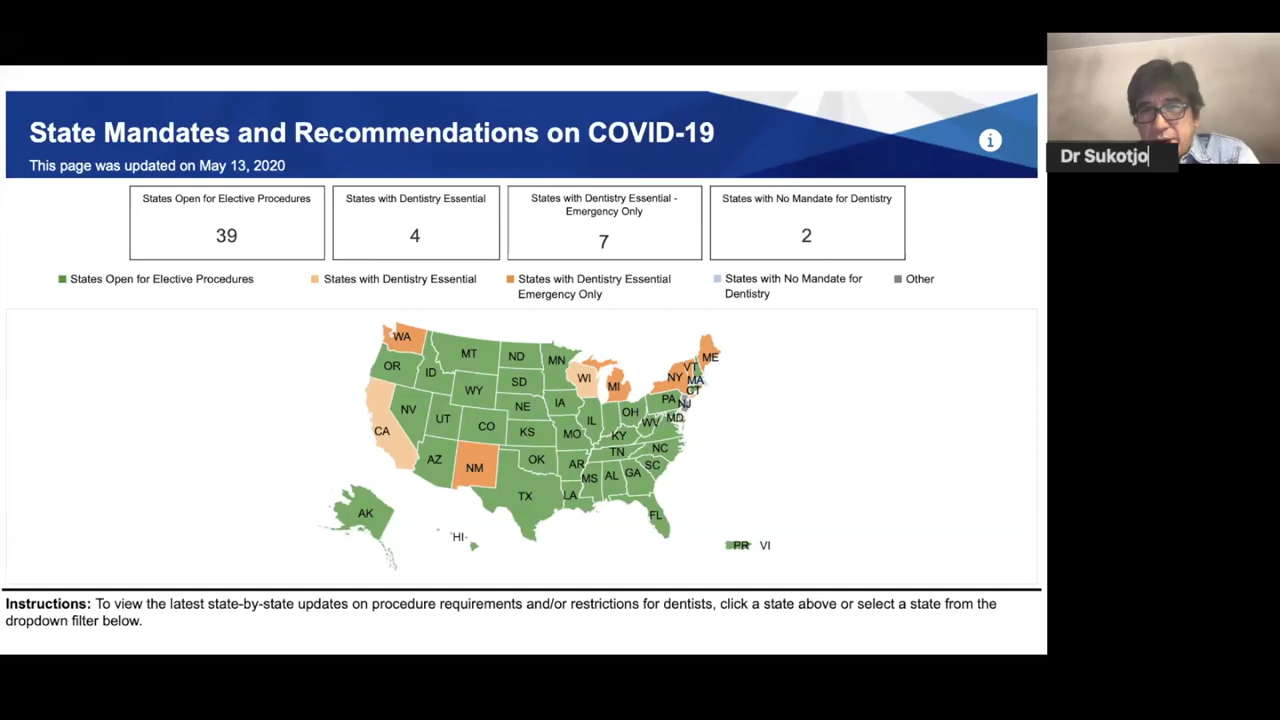 State Mandates and Recommendations on COVID-19
This page was updated on May 13, 2020
i
Dr Sukotjo
States Open for Elective Procedures
39
States with Dentistry Essential
4
States with Dentistry Essential -
Emergency Only
7
States with No Mandate for Dentistry
2
States Open for Elective Procedures
States with Dentistry Essential
States with Dentistry Essential
Emergency Only
States with No Mandate for
Dentistry
Other
WA
MT
ND
MN
VT
ME
OR
ID
SD
WI
MI
NY
MA
WY
CT
NV
NE
IA
PA
NJ
UT
CO
KS
MO
IL
OH
WV
MD
CA
KY
AZ
NM
OK
AR
TN
NC
SC
MS
AL
GA
TX
LA
FL
AK
HI
PR
VI
Instructions: To view the latest state-by-state updates on procedure requirements and/or restrictions for dentists, click a state above or select a state from the
dropdown filter below.